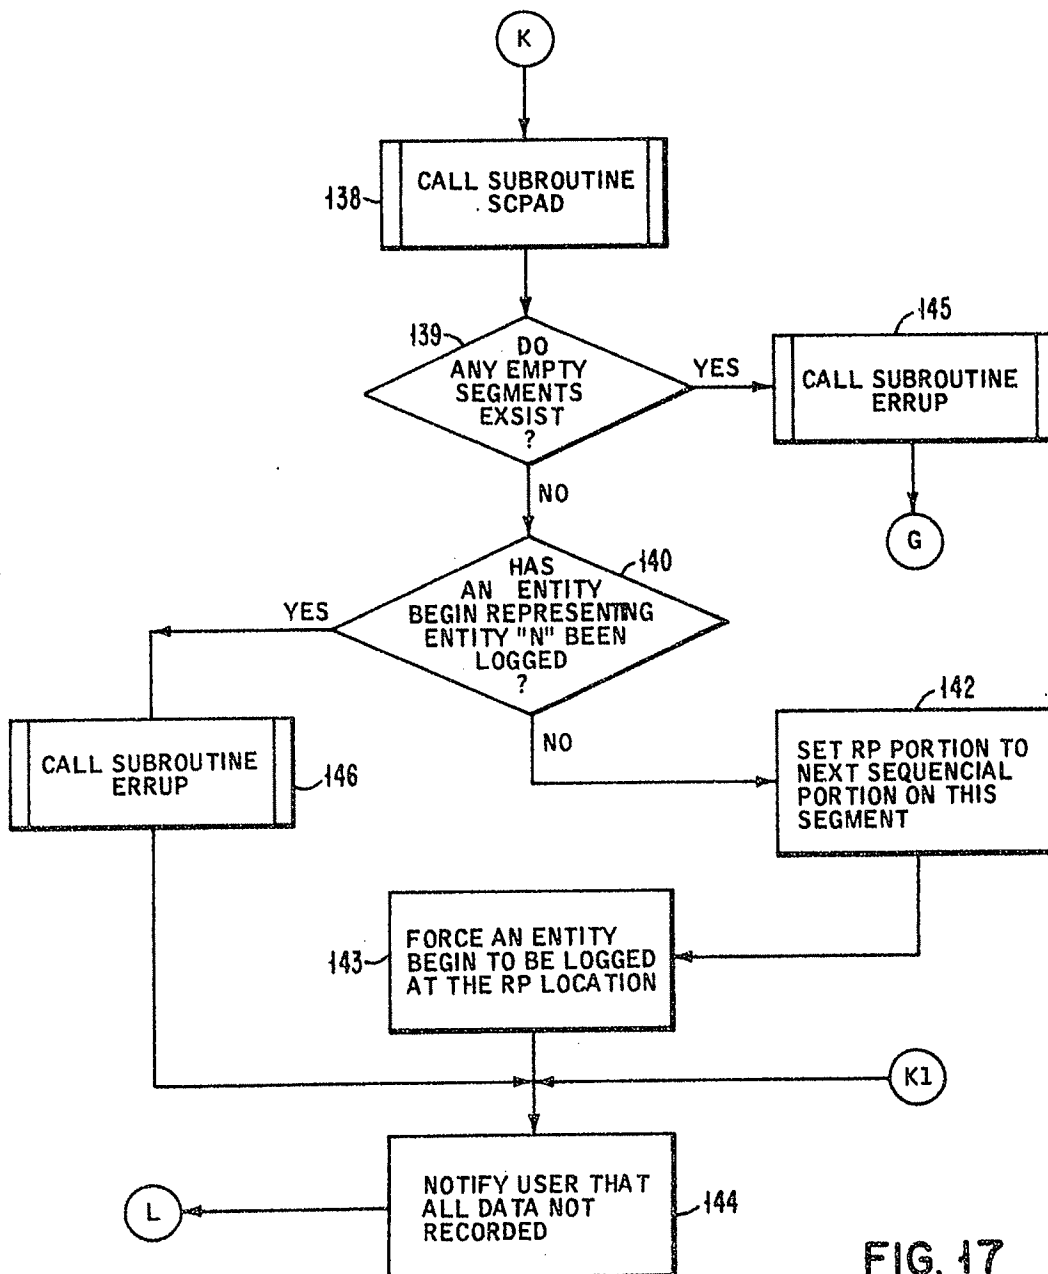 K
CALL SUBROUTINE
SCPAD
138
139
DO
ANY EMPTY
SEGMENTS
EXSIST
?
YES
145
CALL SUBROUTINE
ERRUP
G
NO
140
HAS
AN ENTITY
BEGIN REPRESENTING
ENTITY "N" BEEN
LOGGED
?
YES
CALL SUBROUTINE
ERRUP
146
NO
142
SET RP PORTION TO
NEXT SEQUENCIAL
PORTION ON THIS
SEGMENT
143
FORCE AN ENTITY
BEGIN TO BE LOGGED
AT THE RP LOCATION
K1
NOTIFY USER THAT
ALL DATA NOT
RECORDED
144
L
FIG. 17